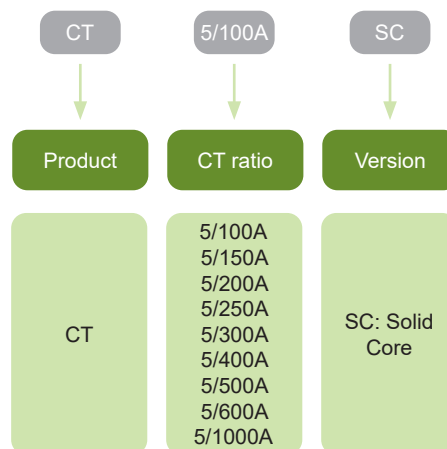 CT 5/100A SC
Product CT ratio Version
CT
5/100A
5/150A
5/200A
5/250A
5/300A
5/400A
5/500A
5/600A
5/1000A
SC: Solid
Core